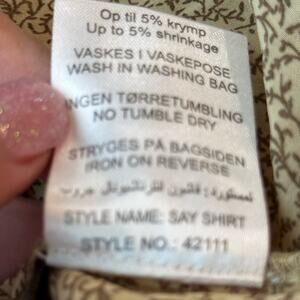 Op til 5% krymp
Up to 5% shrinkage
VASKES I VASKEPOSE
WASH IN WASHING BAG
INGEN TØRRETUMBLING
NO TUMBLE DRY
STRYGES PÅ BAGSIDEN
IRON ON REVERSE
STYLE NAME: SAY SHIRT
STYLE NO.: 42111